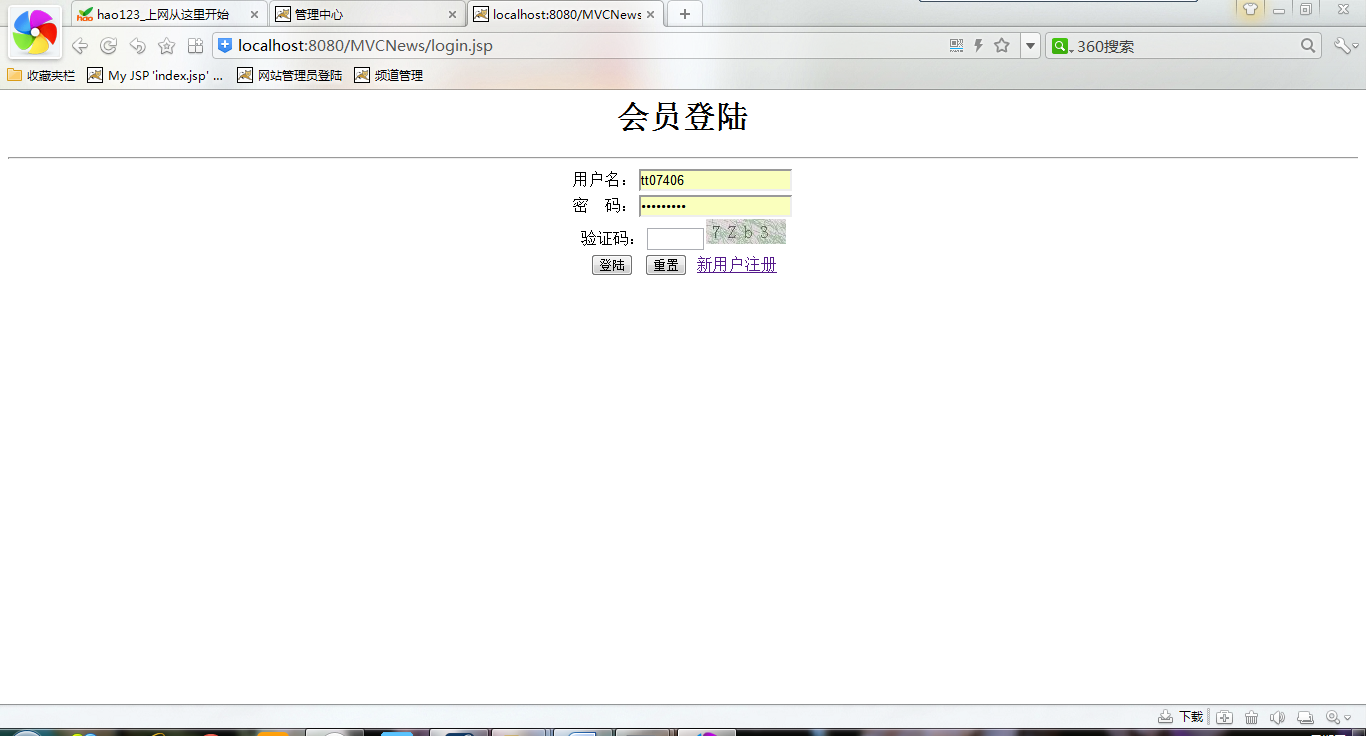 hao123_上网从这里开始 管理中心 localhost:8080/MVCNews
localhost:8080/MVCNews/login.jsp 360搜索
收藏夹栏 My JSP 'index.jsp' ... 网站管理员登陆 频道管理
会员登陆
用户名： tt07406
密 码： •••••••••
验证码： 7 Z b 3
登陆 重置 新用户注册
下载